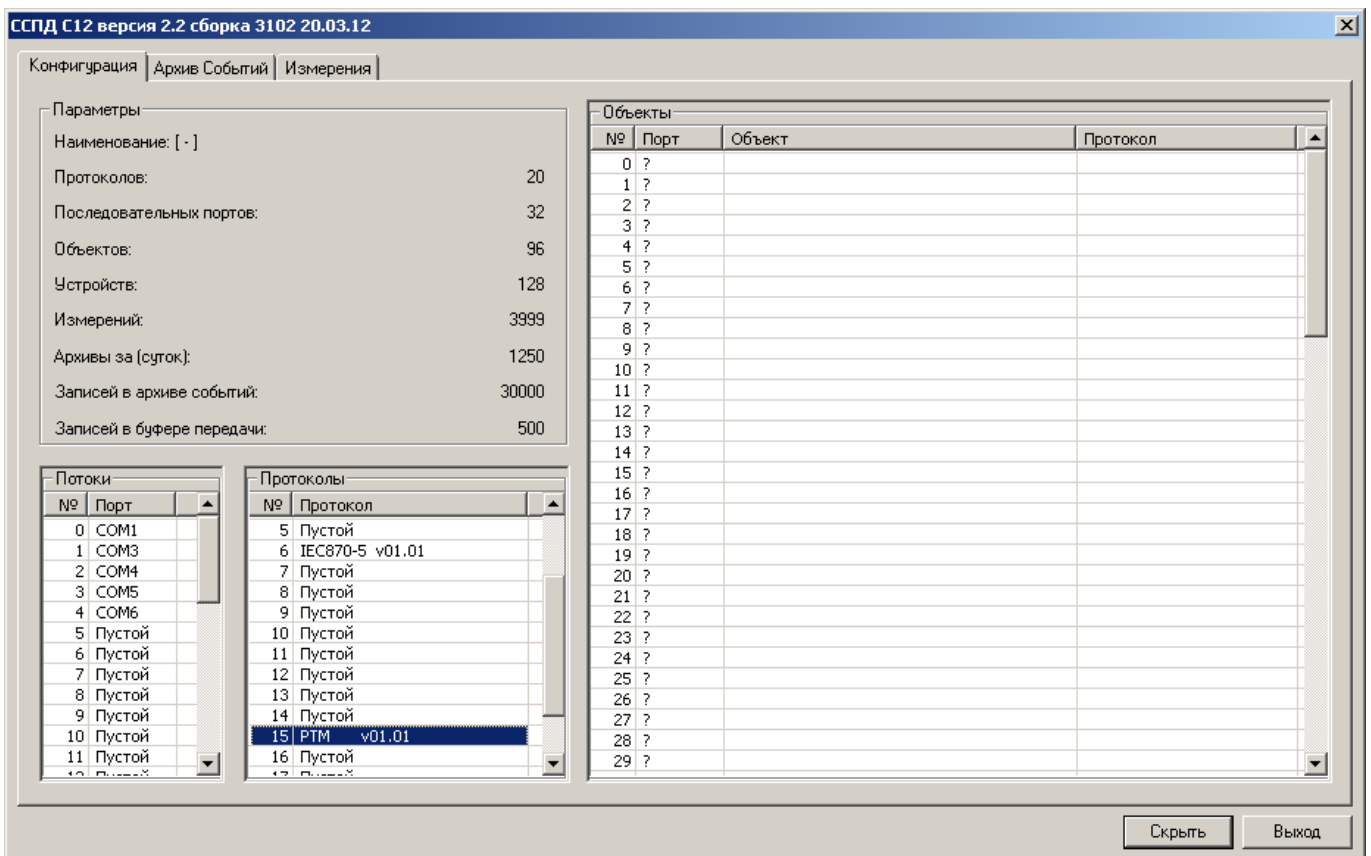 ССПД С12 версия 2.2 сборка 3102 20.03.12
Конфигурация Архив Событий Измерения
Параметры
Наименование: [ - ]
Протоколов: 20
Последовательных портов: 32
Объектов: 96
Устройств: 128
Измерений: 3999
Архивы за (суток): 1250
Записей в архиве событий: 30000
Записей в буфере передачи: 500
Потоки
№ Порт
0 COM1
1 COM3
2 COM4
3 COM5
4 COM6
5 Пустой
6 Пустой
7 Пустой
8 Пустой
9 Пустой
10 Пустой
11 Пустой
12 Пустой
Протоколы
№ Протокол
5 Пустой
6 IEC870-5 v01.01
7 Пустой
8 Пустой
9 Пустой
10 Пустой
11 Пустой
12 Пустой
13 Пустой
14 Пустой
15 РТМ v01.01
16 Пустой
17 Пустой
Объекты
№ Порт Объект Протокол
0 ?
1 ?
2 ?
3 ?
4 ?
5 ?
6 ?
7 ?
8 ?
9 ?
10 ?
11 ?
12 ?
13 ?
14 ?
15 ?
16 ?
17 ?
18 ?
19 ?
20 ?
21 ?
22 ?
23 ?
24 ?
25 ?
26 ?
27 ?
28 ?
29 ?
Скрыть Выход